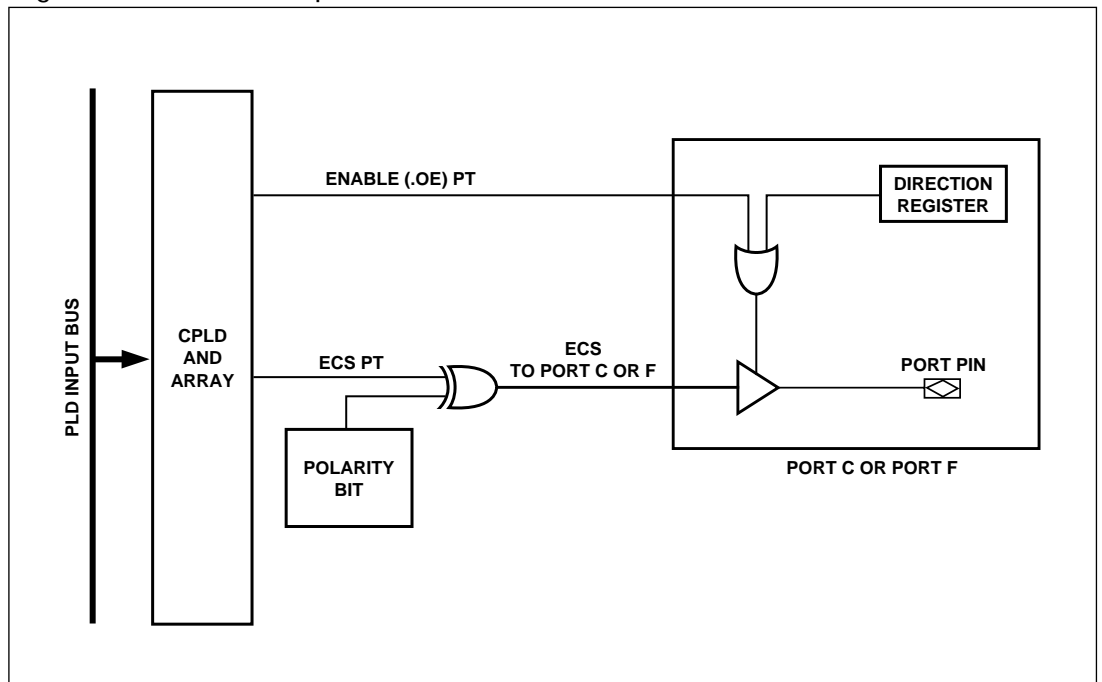 ENABLE (.OE) PT
DIRECTION
REGISTER
PLD INPUT BUS
CPLD
AND
ARRAY
ECS PT
ECS
TO PORT C OR F
PORT PIN
POLARITY
BIT
PORT C OR PORT F